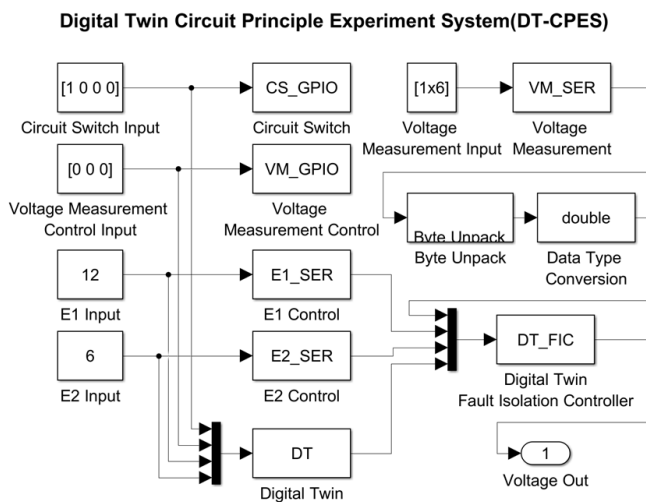 Digital Twin Circuit Principle Experiment System(DT-CPES)
[1 0 0 0]
Circuit Switch Input
CS_GPIO
Circuit Switch
[1x6]
Voltage
Measurement Input
VM_SER
Voltage
Measurement
[0 0 0]
Voltage Measurement
Control Input
VM_GPIO
Voltage
Measurement Control
Byte Unpack
Byte Unpack
double
Data Type
Conversion
12
E1 Input
E1_SER
E1 Control
6
E2 Input
E2_SER
E2 Control
DT_FIC
Digital Twin
Fault Isolation Controller
DT
Digital Twin
1
Voltage Out